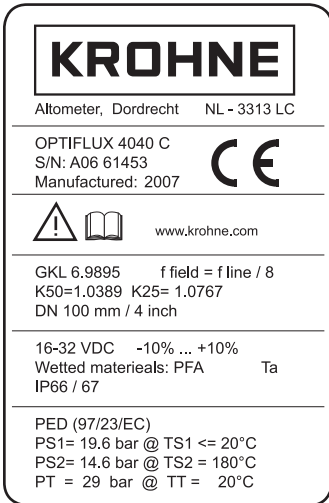 KROHNE
Altometer, Dordrecht NL - 3313 LC
OPTIFLUX 4040 C
S/N: A06 61453
Manufactured: 2007
CE
www.krohne.com
GKL 6.9895 f field = f line / 8
K50=1.0389 K25= 1.0767
DN 100 mm / 4 inch
16-32 VDC -10% ... +10%
Wetted materieals: PFA Ta
IP66 / 67
PED (97/23/EC)
PS1= 19.6 bar @ TS1 <= 20°C
PS2= 14.6 bar @ TS2 = 180°C
PT = 29 bar @ TT = 20°C